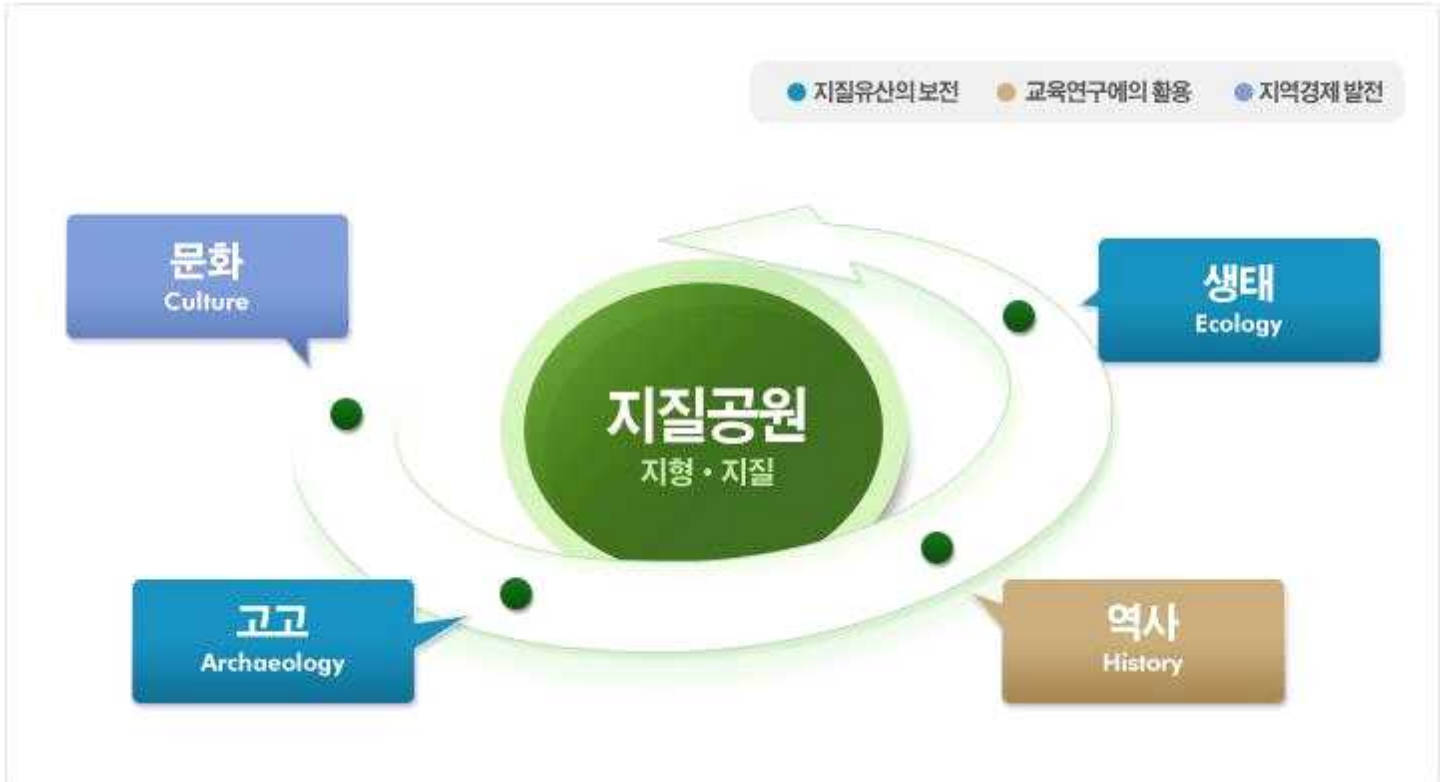 지질유산의 보전 교육연구에의 활용 지역경제 발전
문화
Culture
생태
Ecology
지질공원
지형·지질
고고
Archaeology
역사
History